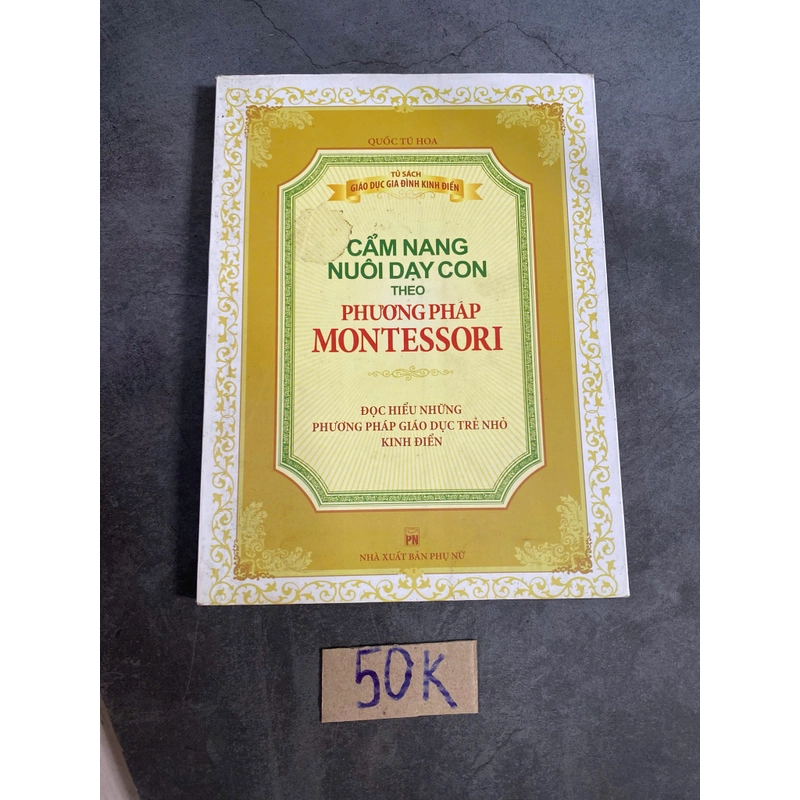 QUỐC TÚ HOA
TỦ SÁCH
GIÁO DỤC GIA ĐÌNH KINH ĐIỂN
CẨM NANG
NUÔI DẠY CON
THEO
PHƯƠNG PHÁP
MONTESSORI
ĐỌC HIỂU NHỮNG
PHƯƠNG PHÁP GIÁO DỤC TRẺ NHỎ
KINH ĐIỂN
PN
NHÀ XUẤT BẢN PHỤ NỮ
50K